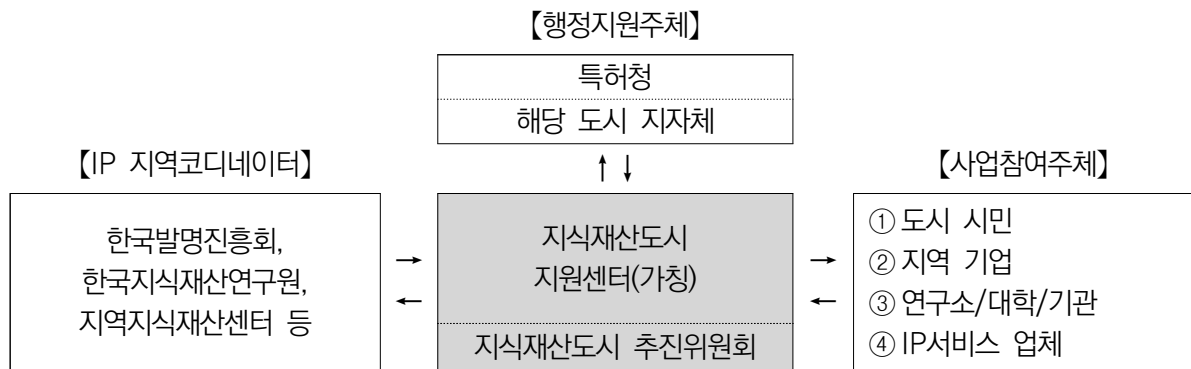 【행정지원주체】
특허청
해당 도시 지자체
【IP 지역코디네이터】
한국발명진흥회,
한국지식재산연구원,
지역지식재산센터 등
지식재산도시
지원센터(가칭)
지식재산도시 추진위원회
【사업참여주체】
① 도시 시민
② 지역 기업
③ 연구소/대학/기관
④ IP서비스 업체